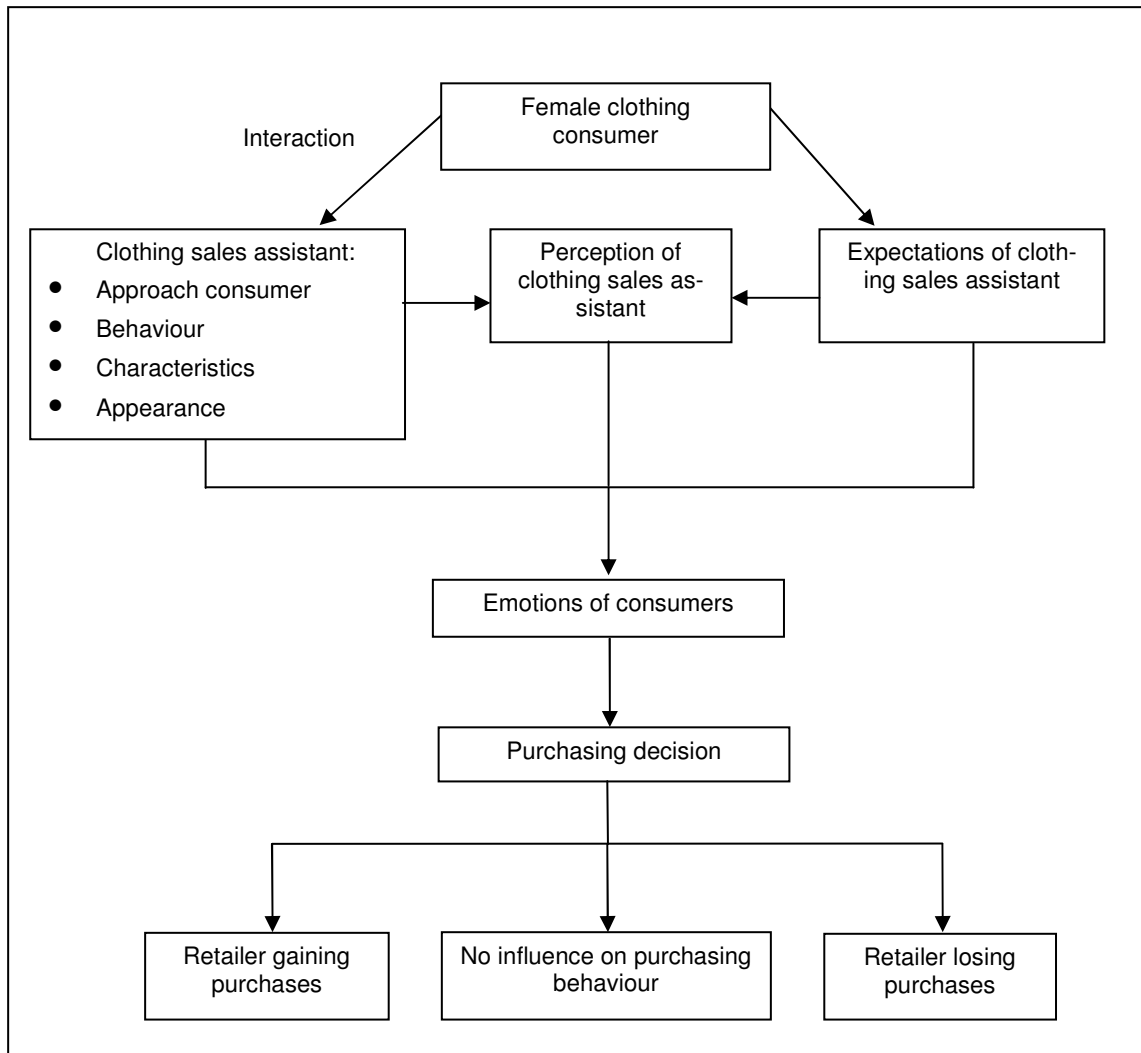 Female clothing
consumer
Interaction
Clothing sales assistant:
• Approach consumer
• Behaviour
• Characteristics
• Appearance
Perception of
clothing sales as-
sistant
Expectations of cloth-
ing sales assistant
Emotions of consumers
Purchasing decision
Retailer gaining
purchases
No influence on purchasing
behaviour
Retailer losing
purchases